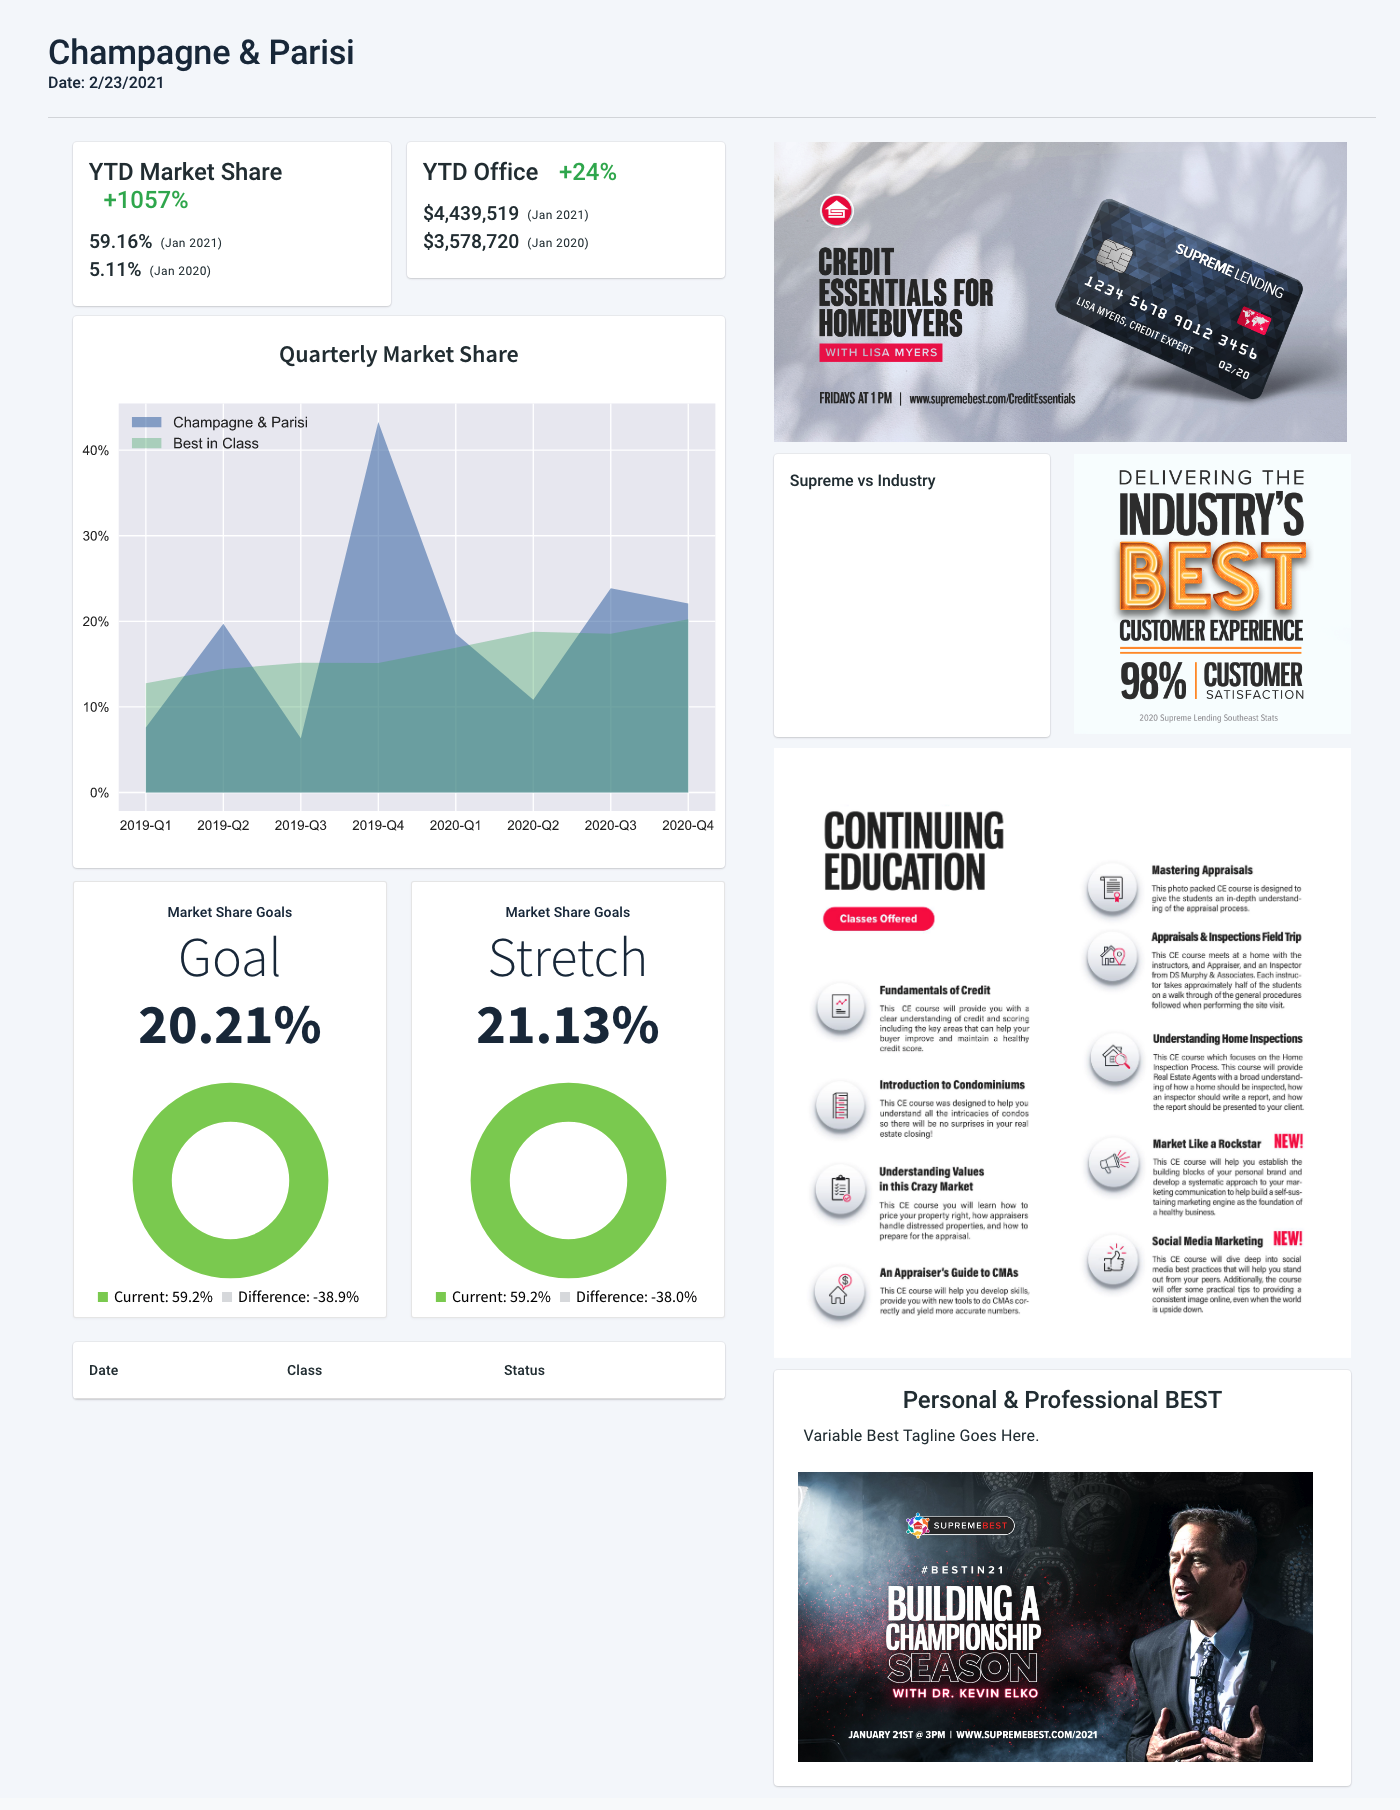 Champagne & Parisi
Date: 2/23/2021
YTD Market Share
+1057%
59.16% (Jan 2021)
5.11% (Jan 2020)
YTD Office +24%
$4,439,519 (Jan 2021)
$3,578,720 (Jan 2020)
Quarterly Market Share
Champagne & Parisi
Best in Class
40%
30%
20%
10%
0%
2019-Q1 2019-Q2 2019-Q3 2019-Q4 2020-Q1 2020-Q2 2020-Q3 2020-Q4
Market Share Goals
Goal
20.21%
Current: 59.2% Difference: -38.9%
Market Share Goals
Stretch
21.13%
Current: 59.2% Difference: -38.0%
Date Class Status
CREDIT
ESSENTIALS FOR
HOMEBUYERS
WITH LISA MYERS
FRIDAYS AT 1 PM | www.supremebest.com/CreditEssentials
SUPREME LENDING
1234 5678 9012 3456
LISA MYERS, CREDIT EXPERT
02/20
Supreme vs Industry
DELIVERING THE
INDUSTRY'S
BEST
CUSTOMER EXPERIENCE
98% | CUSTOMER
SATISFACTION
2020 Supreme Lending Southeast Stats
CONTINUING
EDUCATION
Classes Offered
Fundamentals of Credit
This CE course will provide you with a
clear understanding of credit and scoring
including the key areas that can help your
buyer improve and maintain a healthy
credit score.
Introduction to Condominiums
This CE course was designed to help you
understand all the intricacies of condos
so there will be no surprises in your real
estate closing!
Understanding Values
in this Crazy Market
This CE course you will learn how to
price your property right, how appraisers
handle distressed properties, and how to
prepare for the appraisal.
An Appraiser's Guide to CMAs
This CE course will help you develop skills,
provide you with new tools to do CMAs cor-
rectly and yield more accurate numbers.
Mastering Appraisals
This photo packed CE course is designed to
give the students an in-depth understand-
ing of the appraisal process.
Appraisals & Inspections Field Trip
This CE course meets at a home with the
instructors, and Appraiser, and an Inspector
from DS Murphy & Associates. Each instruc-
tor takes approximately half of the students
on a walk through of the general procedures
followed when performing the site visit.
Understanding Home Inspections
This CE course which focuses on the Home
Inspection Process. This course will provide
Real Estate Agents with a broad understand-
ing of how a home should be inspected, how
an inspector should write a report, and how
the report should be presented to your client.
Market Like a Rockstar NEW!
This CE course will help you establish the
building blocks of your personal brand and
develop a systematic approach to your mar-
keting communication to help build a self-sus-
taining marketing engine as the foundation of
a healthy business.
Social Media Marketing NEW!
This CE course will dive deep into social
media best practices that will help you stand
out from your peers. Additionally, the course
will offer some practical tips to providing a
consistent image online, even when the world
is upside down.
Personal & Professional BEST
Variable Best Tagline Goes Here.
SUPREMEBEST
#BESTIN21
BUILDING A
CHAMPIONSHIP
SEASON
WITH DR. KEVIN ELKO
JANUARY 21ST @ 3PM | WWW.SUPREMEBEST.COM/2021